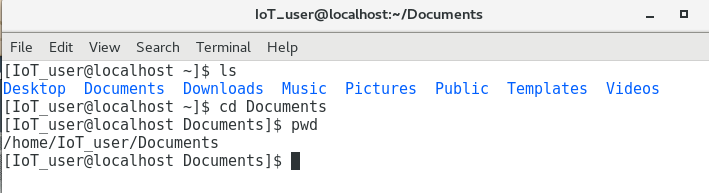 IoT_user@localhost:~/Documents
File Edit View Search Terminal Help
[IoT_user@localhost ~]$ ls
Desktop  Documents  Downloads  Music  Pictures  Public  Templates  Videos
[IoT_user@localhost ~]$ cd Documents
[IoT_user@localhost Documents]$ pwd
/home/IoT_user/Documents
[IoT_user@localhost Documents]$